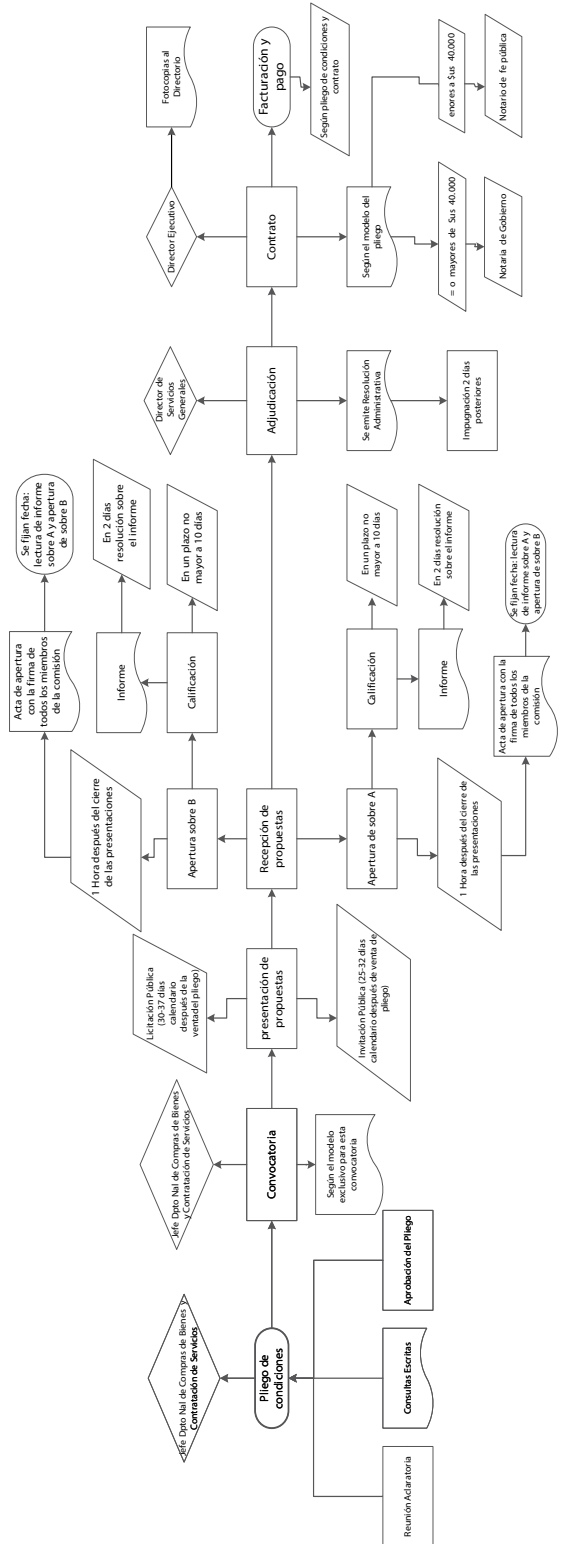 Jefe Dpto Nal de Compras de Bienes y
Contratación de Servicios
Pliego de
condiciones
Reunión Aclaratoria
Consultas Escritas
Aprobación del Pliego
Jefe Dpto Nal de Compras de Bienes
y Contratación de Servicios
Convocatoria
Según el modelo
exclusivo para esta
convocatoria
Licitación Pública
(30-37 días
calendario
después de la
ventadel pliego)
presentación de
propuestas
Invitación Pública (25-32 días
calendario después de venta de
pliego)
1 Hora después del cierre
de las presentaciones
Apertura sobre B
Recepción de
propuestas
Apertura de sobre A
1 Hora después del cierre de
las presentaciones
Acta de apertura
con la firma de
todos los miembros
de la comisión
Se fijan fecha:
lectura de informe
sobre A y apertura
de sobre B
Informe
En 2 días
resolución sobre
el informe
Calificación
En un plazo no
mayor a 10 días
Calificación
En un plazo no
mayor a 10 días
Informe
En 2 días resolución
sobre el informe
Acta de apertura con la
firma de todos los
miembros de la
comisión
Se fijan fecha: lectura
de informe sobre A y
apertura de sobre B
Director de
Servicios
Generales
Adjudicación
Se emite Resolución
Administrativa
Impugnación 2 días
posteriores
Director Ejecutivo
Fotocopias al
Directorio
Contrato
Facturación y
pago
Según pliego de condiciones y
contrato
Según el modelo del
pliego
= o mayores de Sus 40.000
Notaria de Gobierno
enores a Sus 40.000
Notario de fe pública